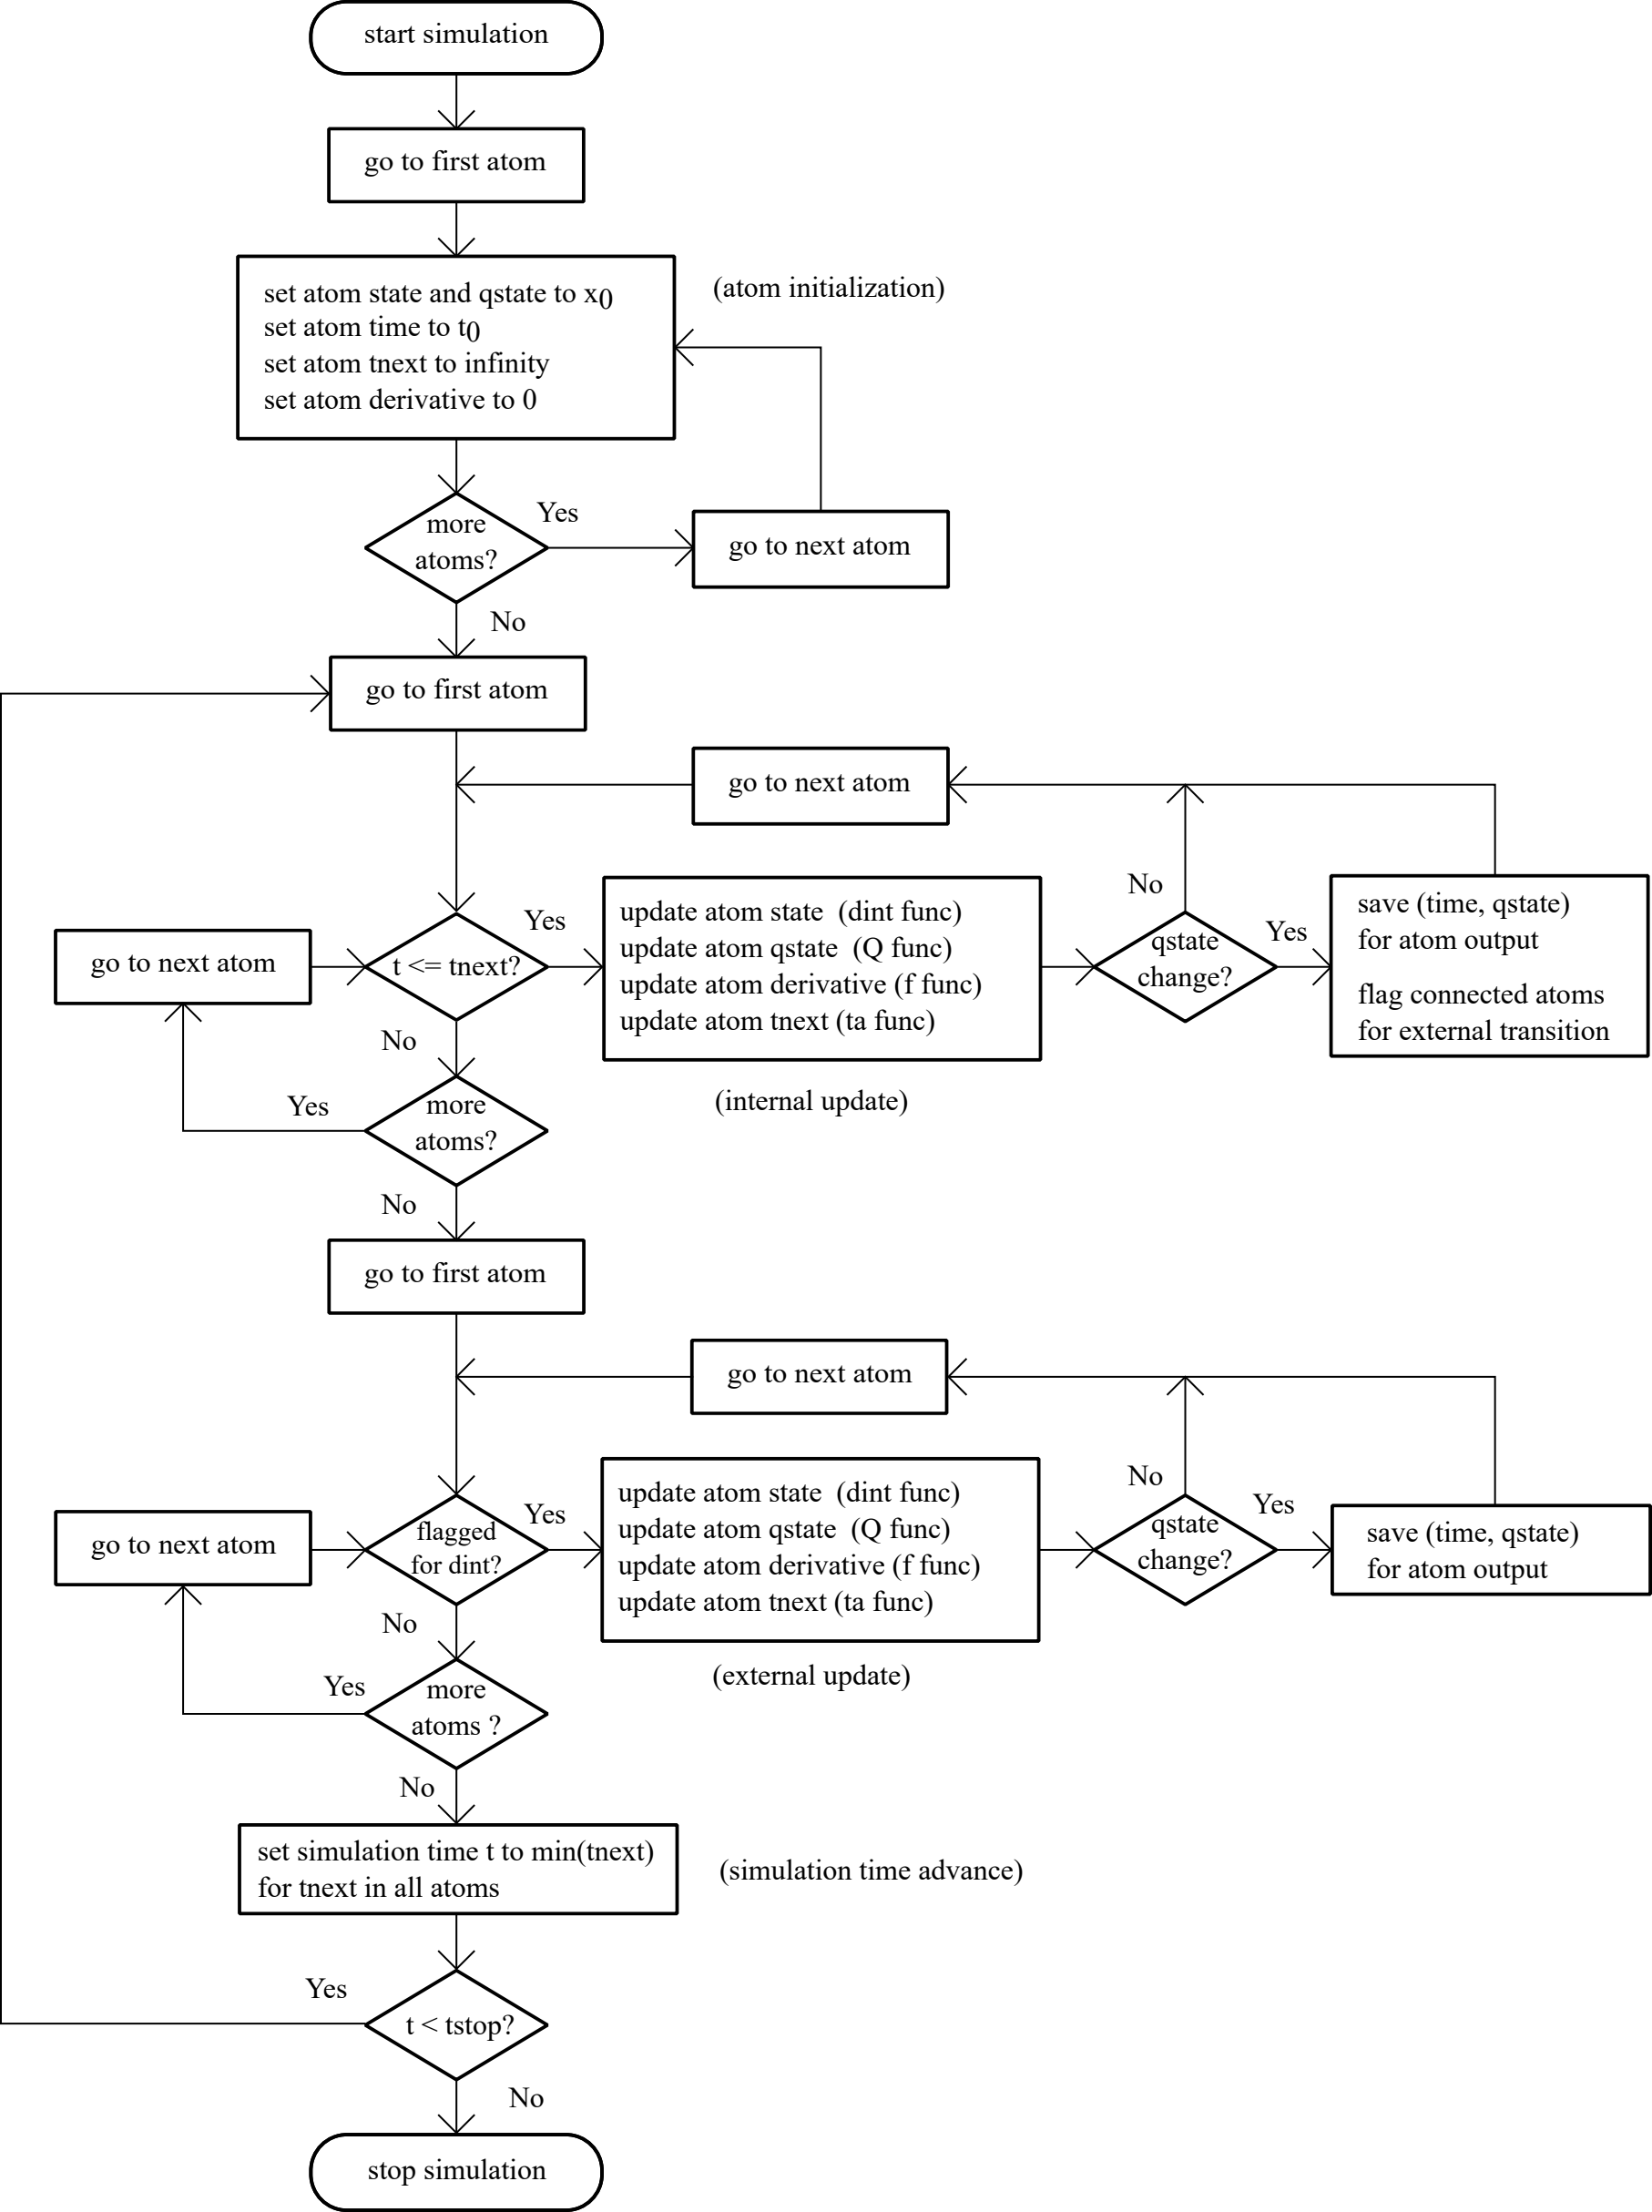 start simulation
go to first atom
set atom state and qstate to x0
set atom time to t0
set atom tnext to infinity
set atom derivative to 0
(atom initialization)
more
atoms?
Yes
go to next atom
No
go to first atom
go to next atom
go to next atom
t <= tnext?
Yes
update atom state (dint func)
update atom qstate (Q func)
update atom derivative (f func)
update atom tnext (ta func)
(internal update)
No
qstate
change?
Yes
save (time, qstate)
for atom output
flag connected atoms
for external transition
No
more
atoms?
Yes
No
go to first atom
go to next atom
go to next atom
flagged
for dint?
Yes
update atom state (dint func)
update atom qstate (Q func)
update atom derivative (f func)
update atom tnext (ta func)
(external update)
No
qstate
change?
Yes
save (time, qstate)
for atom output
No
more
atoms ?
Yes
No
set simulation time t to min(tnext)
for tnext in all atoms
(simulation time advance)
Yes
t < tstop?
No
stop simulation